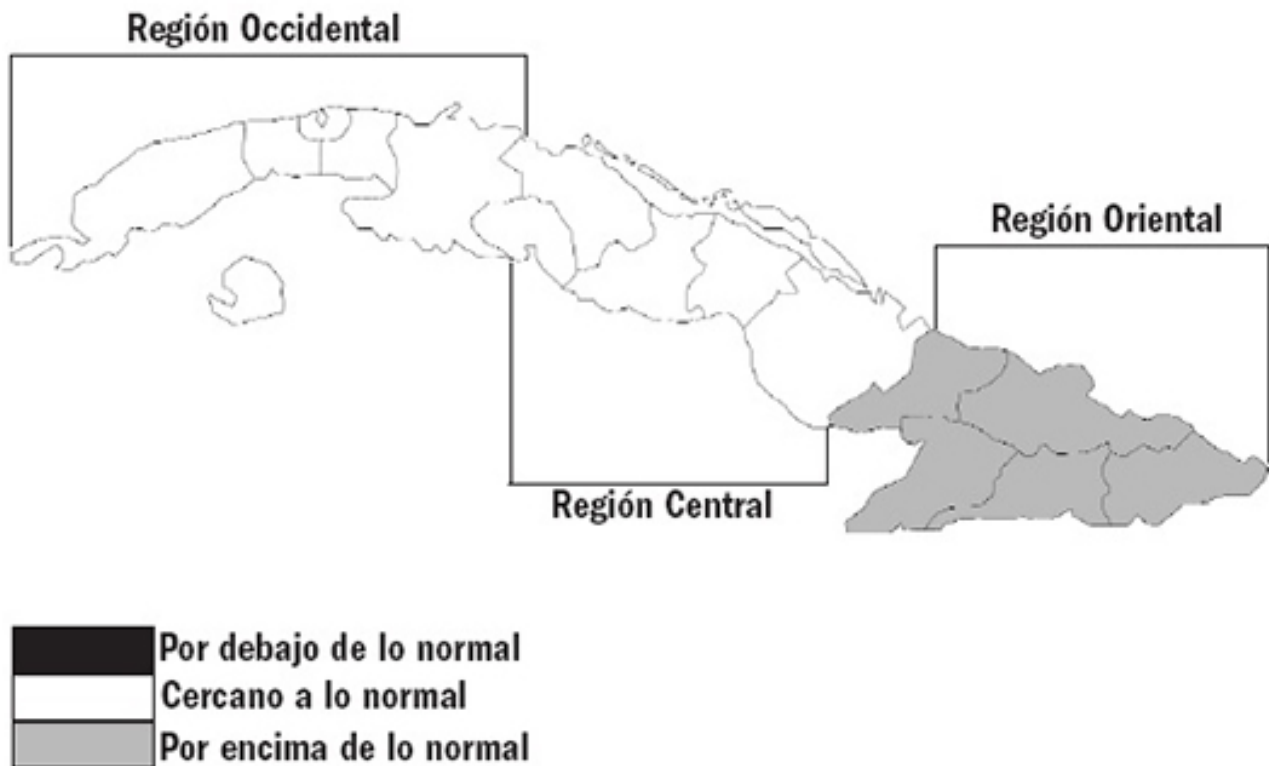 Región Occidental
Región Oriental
Región Central
Por debajo de lo normal
Cercano a lo normal
Por encima de lo normal